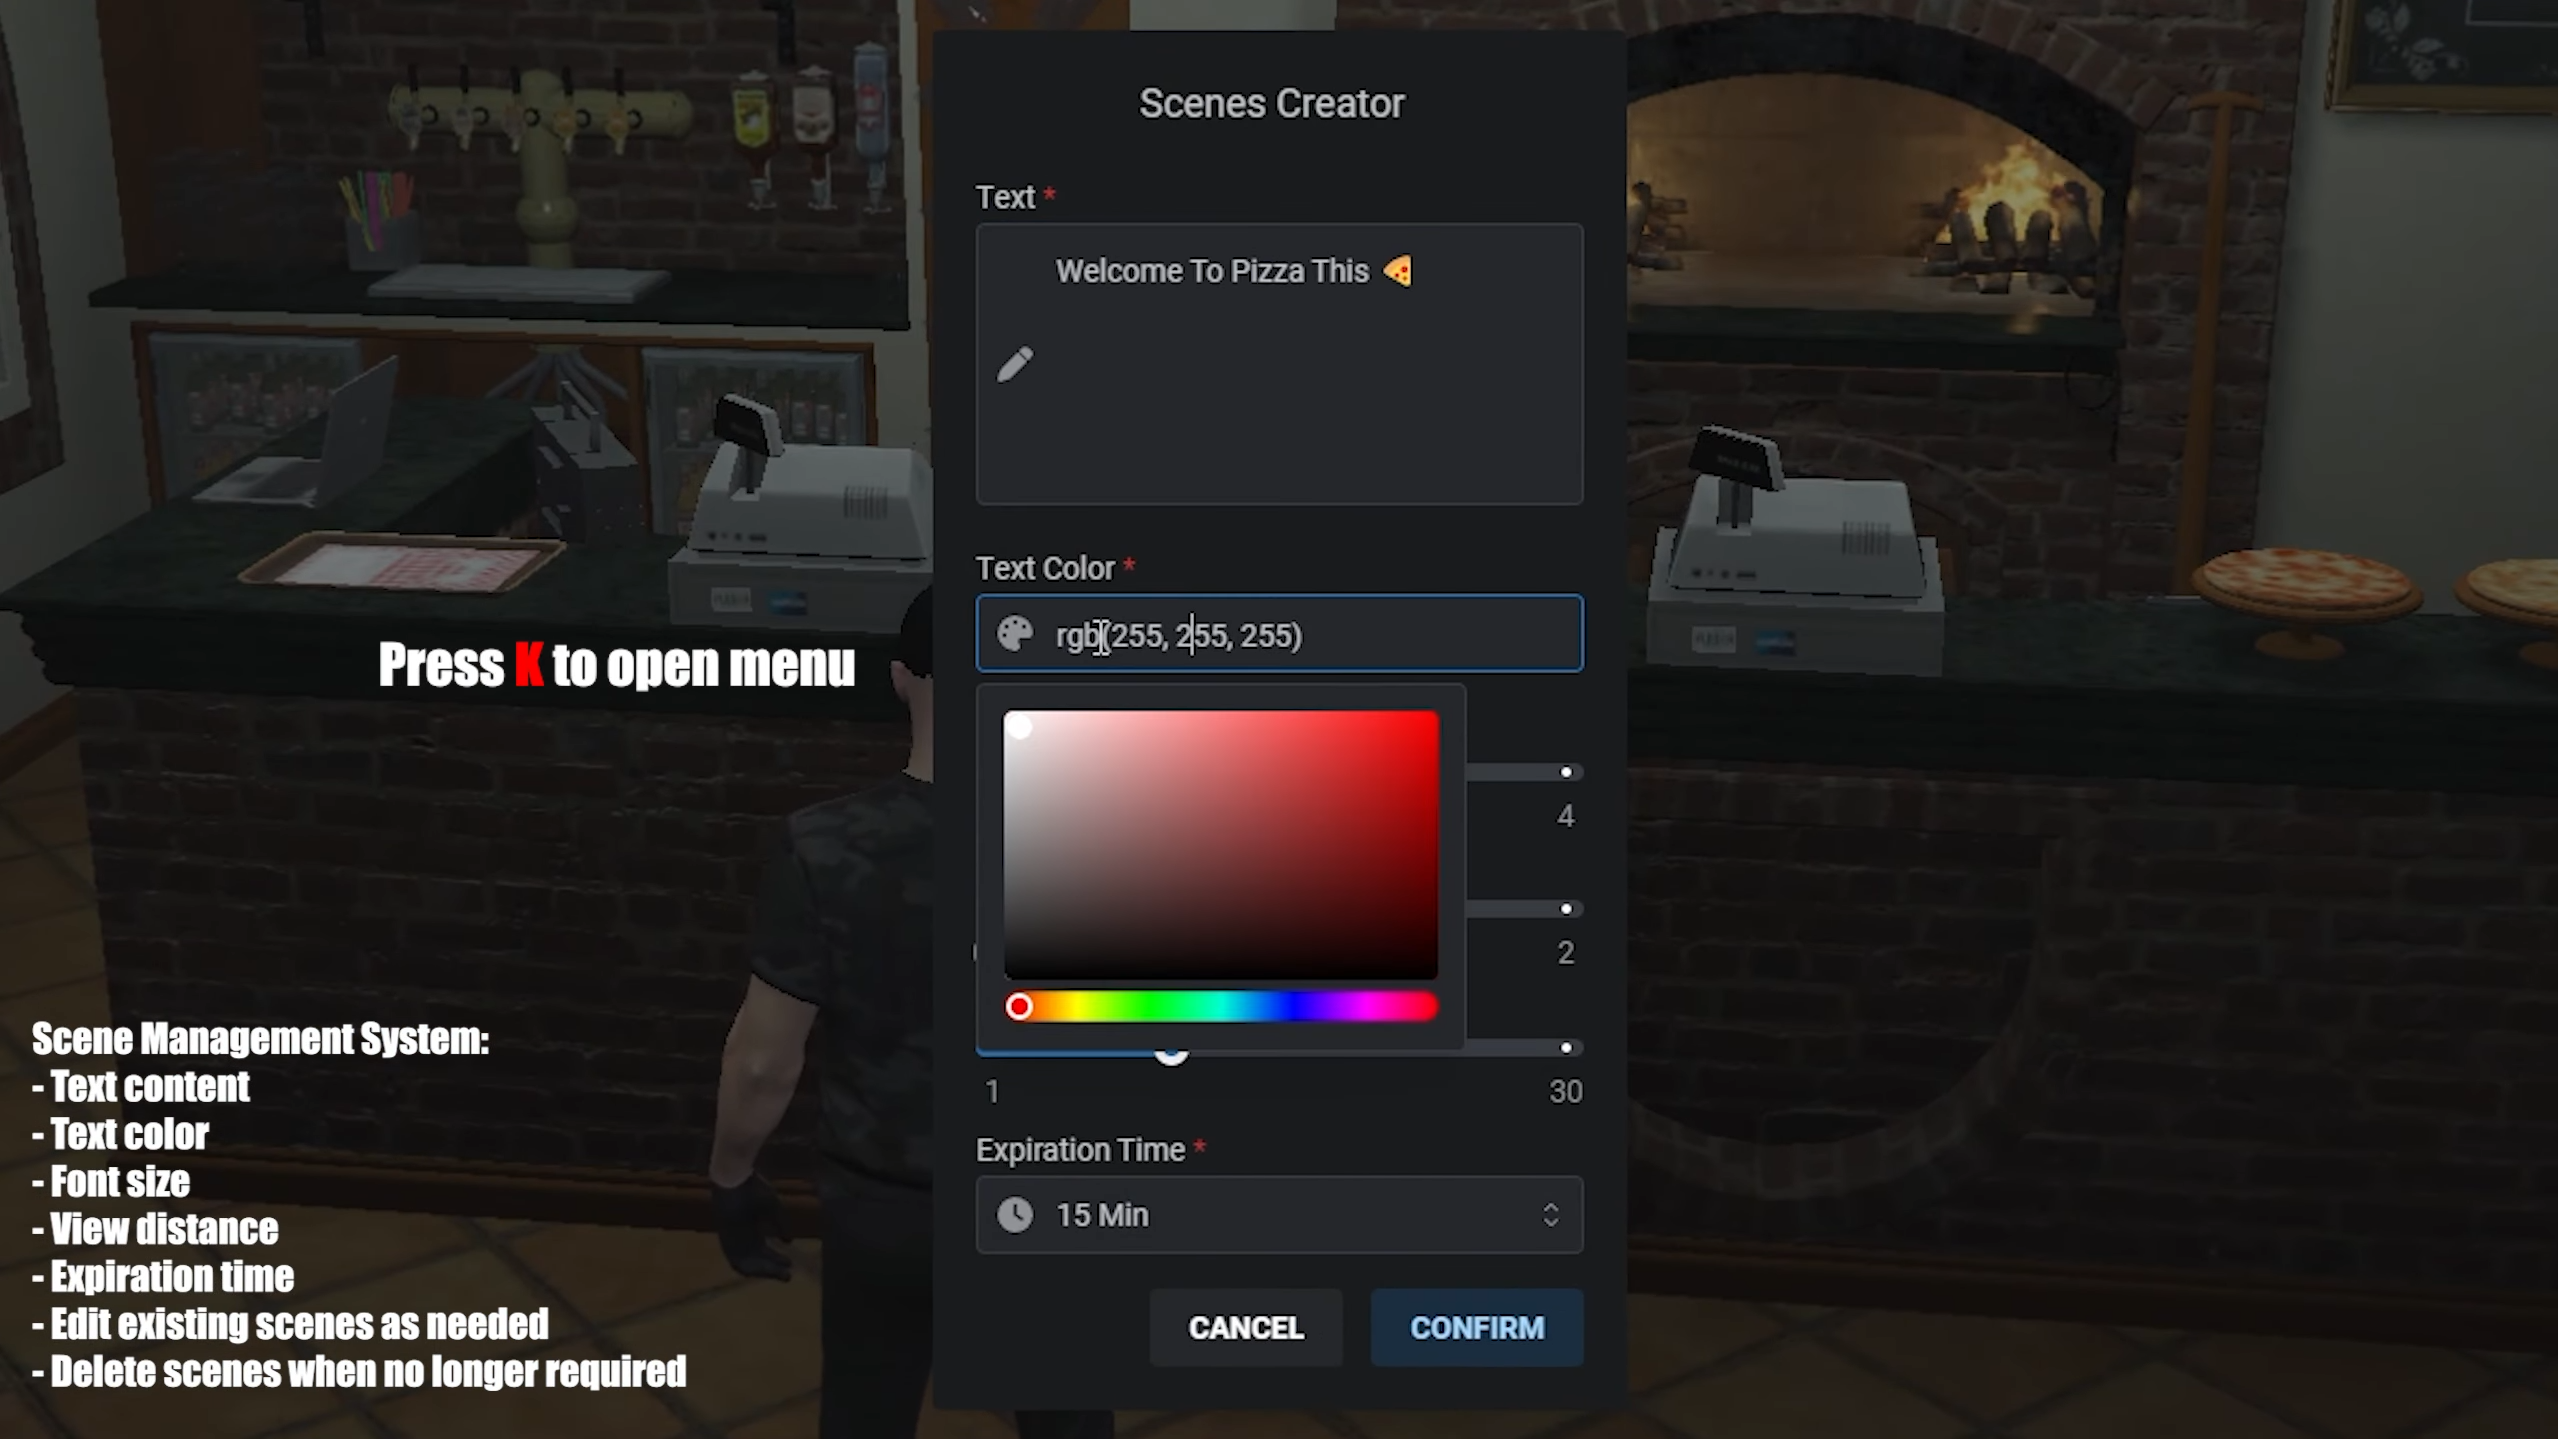 Scenes Creator
Text *
Welcome To Pizza This 🍕
Text Color *
rgb(255, 255, 255)
Press K to open menu
4
2
1
30
Expiration Time *
15 Min
CANCEL
CONFIRM
Scene Management System:
- Text content
- Text color
- Font size
- View distance
- Expiration time
- Edit existing scenes as needed
- Delete scenes when no longer required